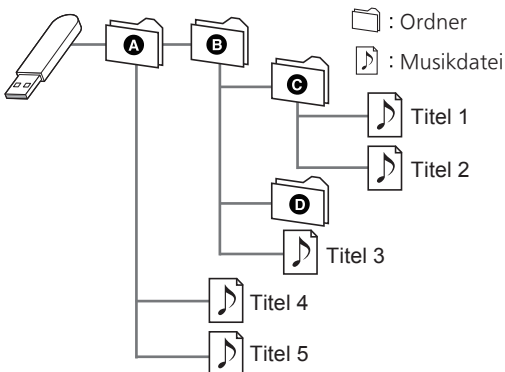 A
B
: Ordner
: Musikdatei
C
Titel 1
Titel 2
D
Titel 3
Titel 4
Titel 5